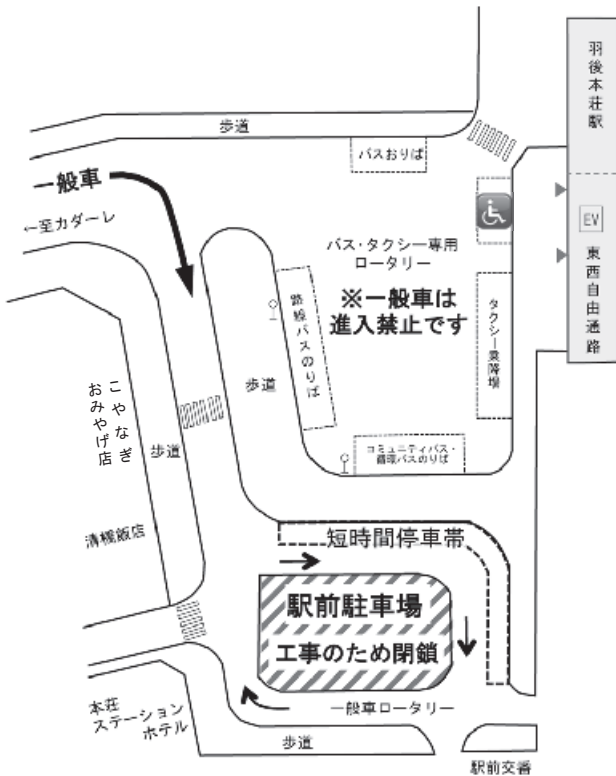 歩道
バスおりば
羽後本荘駅
一般車
←至カダーレ
EV
東西自由通路
バス・タクシー専用
ロータリー
※一般車は
進入禁止です
路線バスのりば
タクシー乗降場
歩道
こやなぎ
おみやげ店
歩道
コミュニティバス・
循環バスのりば
清橋飯店
短時間停車帯
駅前駐車場
工事のため閉鎖
一般車ロータリー
本荘
ステーション
ホテル
歩道
駅前交番